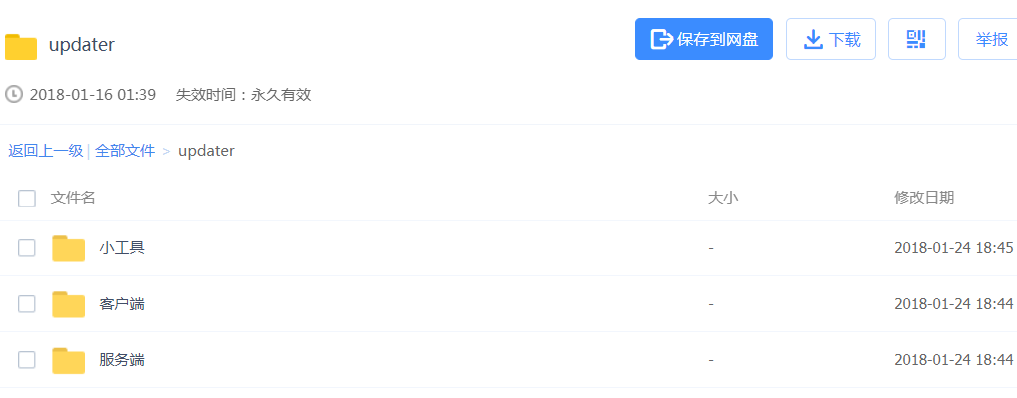 updater 保存到网盘 下载 举报
2018-01-16 01:39 失效时间：永久有效
返回上一级 | 全部文件 > updater
文件名 大小 修改日期
小工具 - 2018-01-24 18:45
客户端 - 2018-01-24 18:44
服务端 - 2018-01-24 18:44